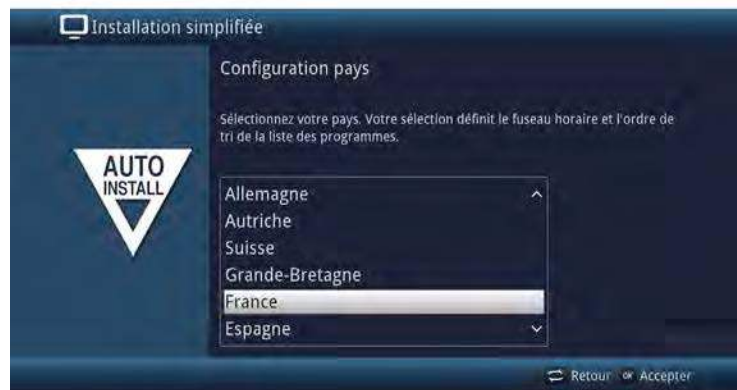 Installation simplifiée
Configuration pays
Sélectionnez votre pays. Votre sélection définit le fuseau horaire et l'ordre de
tri de la liste des programmes.
AUTO
INSTALL
Allemagne
Autriche
Suisse
Grande-Bretagne
France
Espagne
Retour OK Accepter